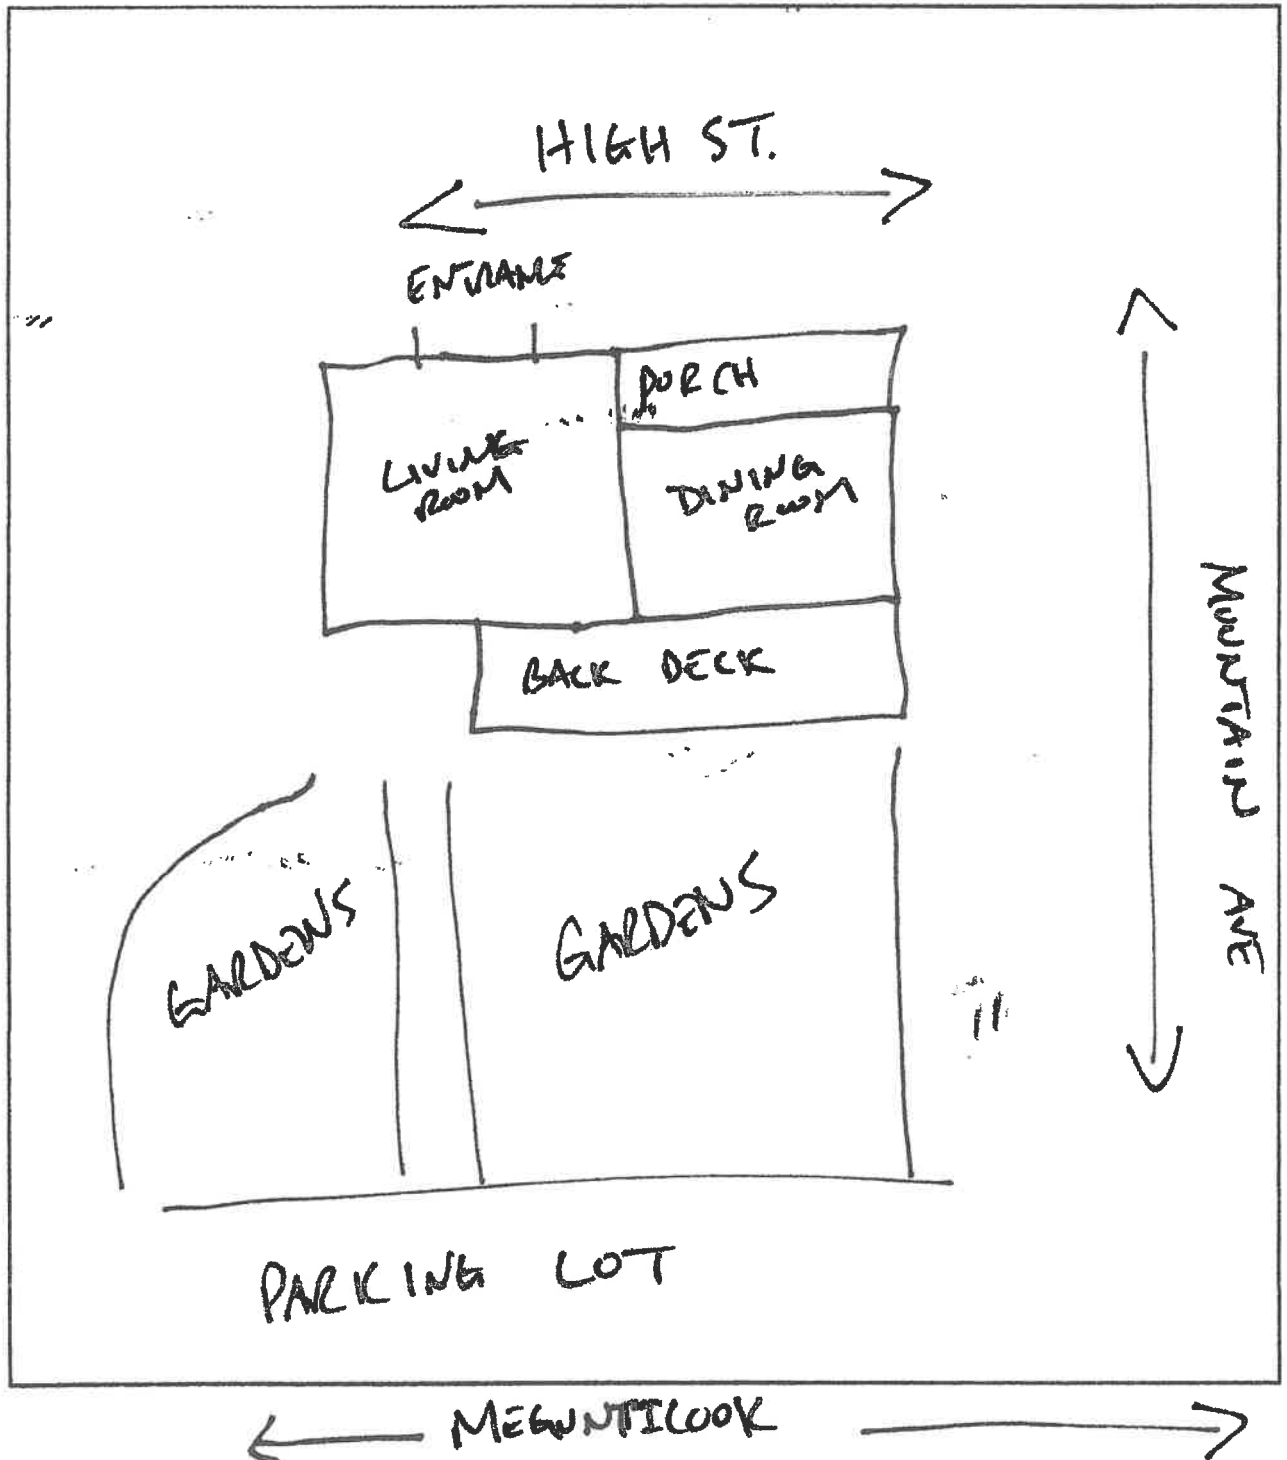 HIGH ST.
ENTRANCE
PORCH
LIVING
ROOM
DINING
ROOM
BACK DECK
MOUNTAIN AVE
GARDENS
GARDENS
PARKING LOT
MEGUNTICOOK